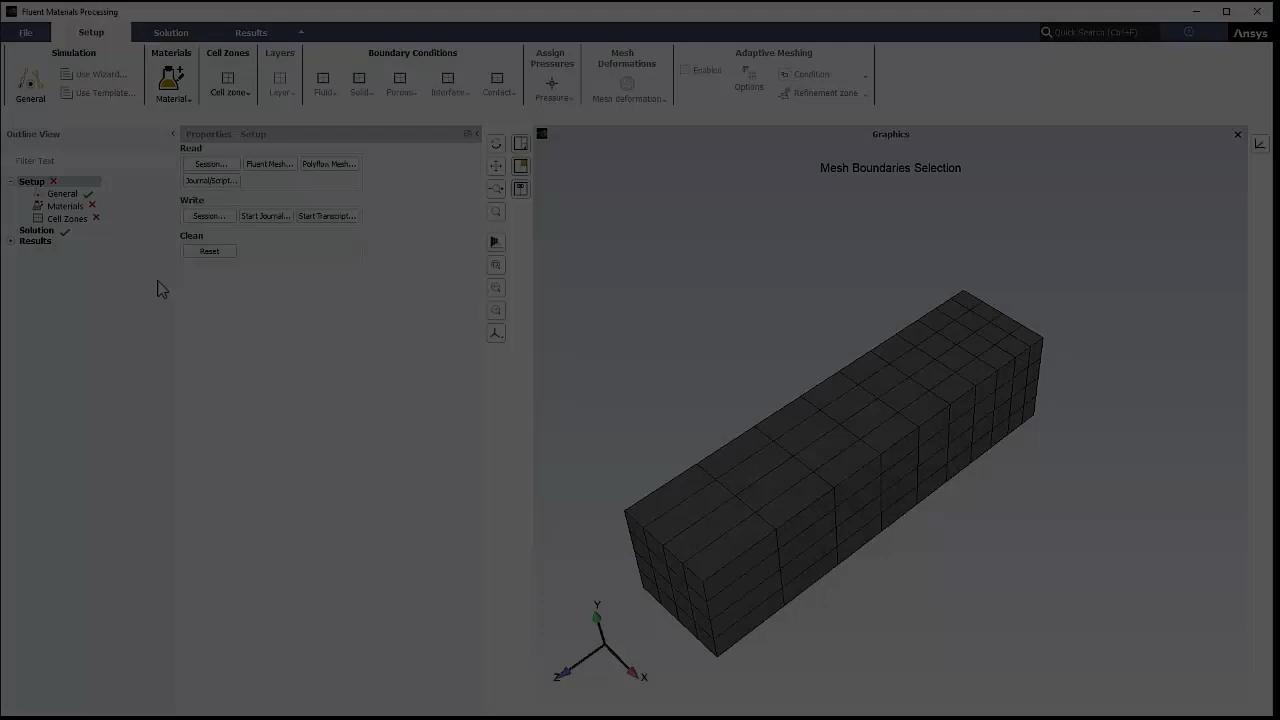 Fluent Materials Processing
File
Setup
Solution
Results
Quick Search (Ctrl+F)
Ansys
Simulation
General
Use Wizard...
Use Template...
Materials
Material
Cell Zones
Cell zone
Layers
Layer
Boundary Conditions
Fluid
Solid
Porous
Interface
Contact
Assign
Pressures
Pressure
Mesh
Deformations
Mesh deformation
Adaptive Meshing
Enabled
Options
Condition
Refinement zone
Outline View
Filter Text
Setup
General
Materials
Cell Zones
Solution
Results
Properties Setup
Read
Session... Fluent Mesh... Polyflow Mesh...
Journal/Script...
Write
Session... Start Journal... Start Transcript...
Clean
Reset
Graphics
Mesh Boundaries Selection
Y
Z
X